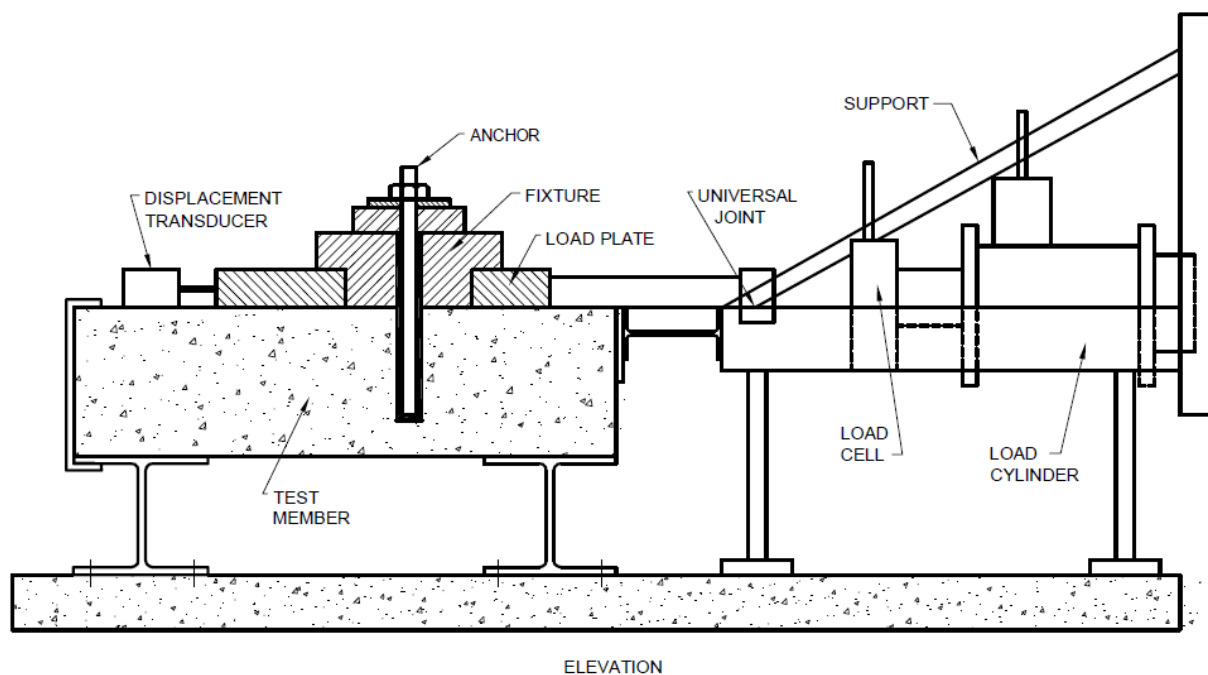 ANCHOR
SUPPORT
DISPLACEMENT
TRANSDUCER
FIXTURE
UNIVERSAL
JOINT
LOAD PLATE
LOAD
CELL
LOAD
CYLINDER
TEST
MEMBER
ELEVATION